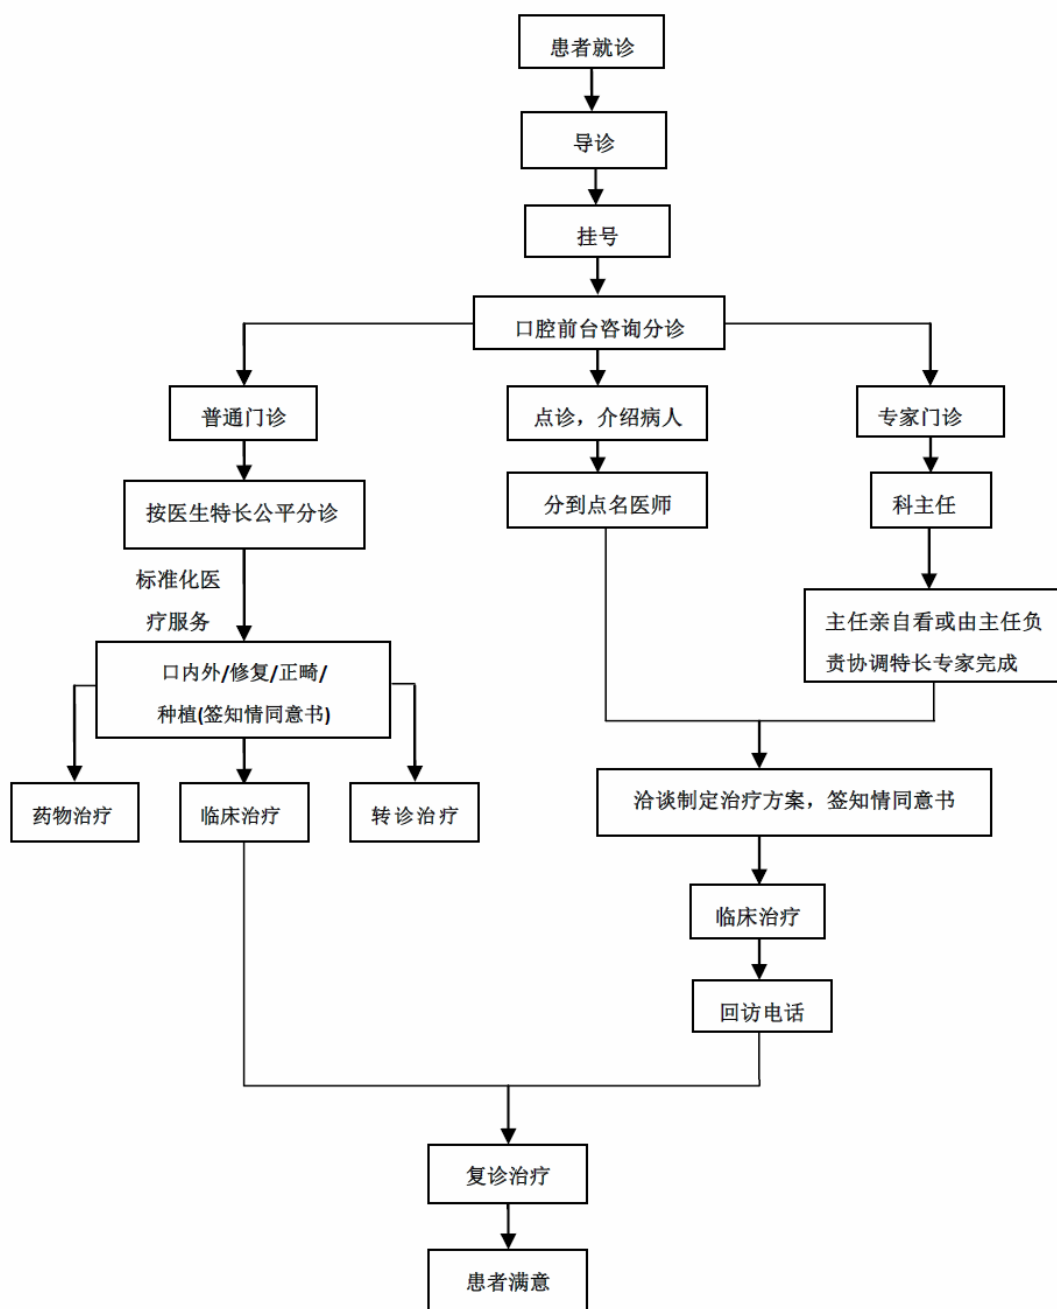 患者就诊
导诊
挂号
口腔前台咨询分诊
普通门诊
点诊，介绍病人
专家门诊
按医生特长公平分诊
分到点名医师
科主任
标准化医
疗服务
主任亲自看或由主任负
责协调特长专家完成
口内外/修复/正畸/
种植(签知情同意书)
药物治疗
临床治疗
转诊治疗
洽谈制定治疗方案，签知情同意书
临床治疗
回访电话
复诊治疗
患者满意